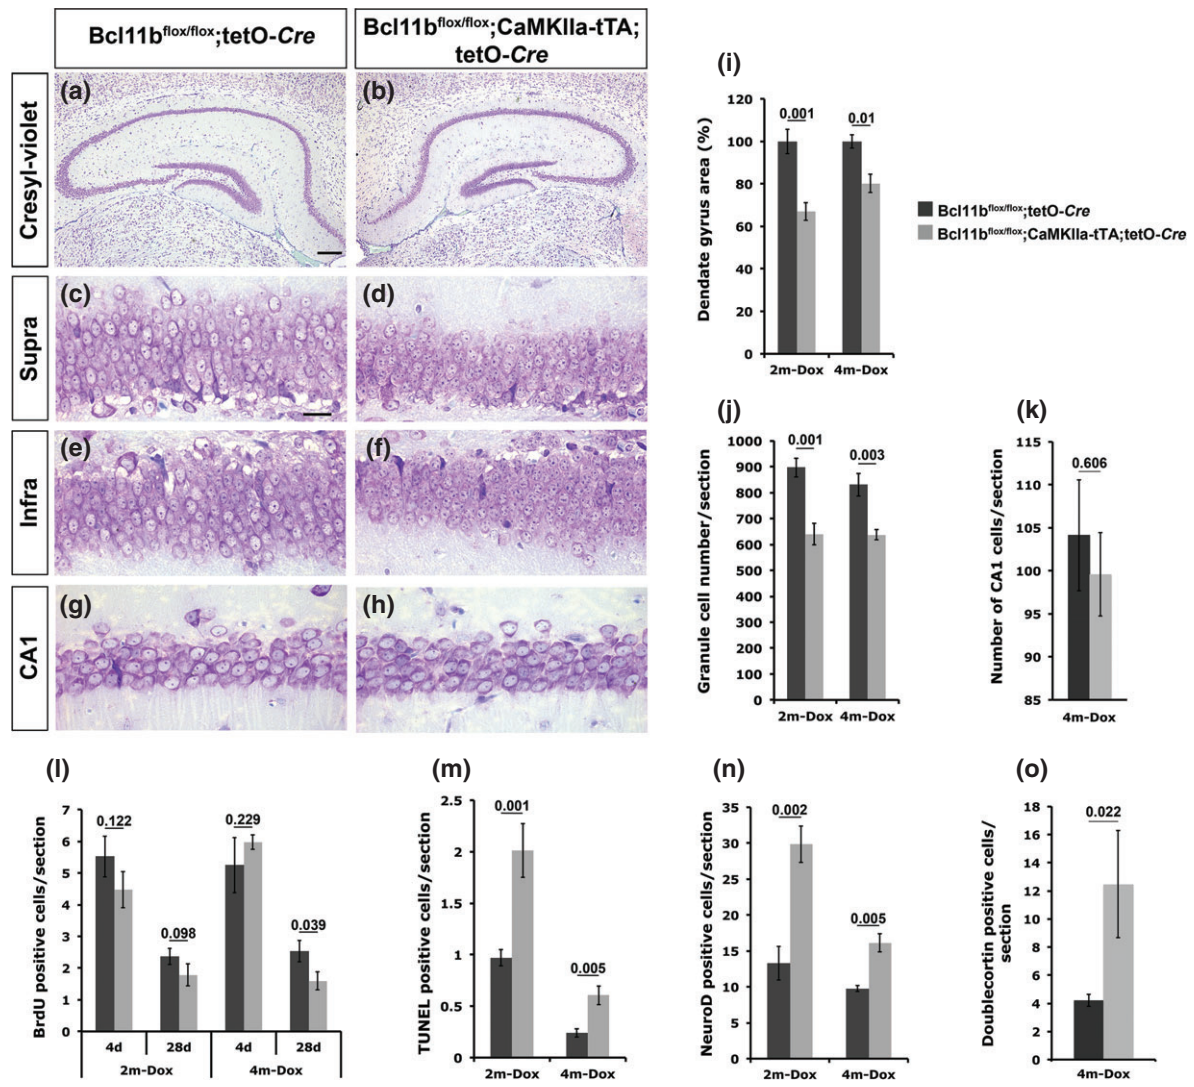 Bcl11bflox/flox;tetO-Cre
Bcl11bflox/flox;CaMKIIa-tTA;
tetO-Cre
Cresyl-violet
(a)
(b)
Supra
(c)
(d)
Infra
(e)
(f)
CA1
(g)
(h)
(i)
Dendate gyrus area (%)
120
100
80
60
40
20
0
0.001
0.01
2m-Dox
4m-Dox
Bcl11bflox/flox;tetO-Cre
Bcl11bflox/flox;CaMKIIa-tTA;tetO-Cre
(j)
Granule cell number/section
1000
900
800
700
600
500
400
300
200
100
0
0.001
0.003
2m-Dox
4m-Dox
(k)
Number of CA1 cells/section
115
110
105
100
95
90
85
0.606
4m-Dox
(l)
BrdU positive cells/section
7
6
5
4
3
2
1
0
0.122
0.098
0.229
0.039
4d
28d
4d
28d
2m-Dox
4m-Dox
(m)
TUNEL positive cells/section
2.5
2
1.5
1
0.5
0
0.001
0.005
2m-Dox
4m-Dox
(n)
NeuroD positive cells/section
35
30
25
20
15
10
5
0
0.002
0.005
2m-Dox
4m-Dox
(o)
Doublecortin positive cells/
section
18
16
14
12
10
8
6
4
2
0
0.022
4m-Dox